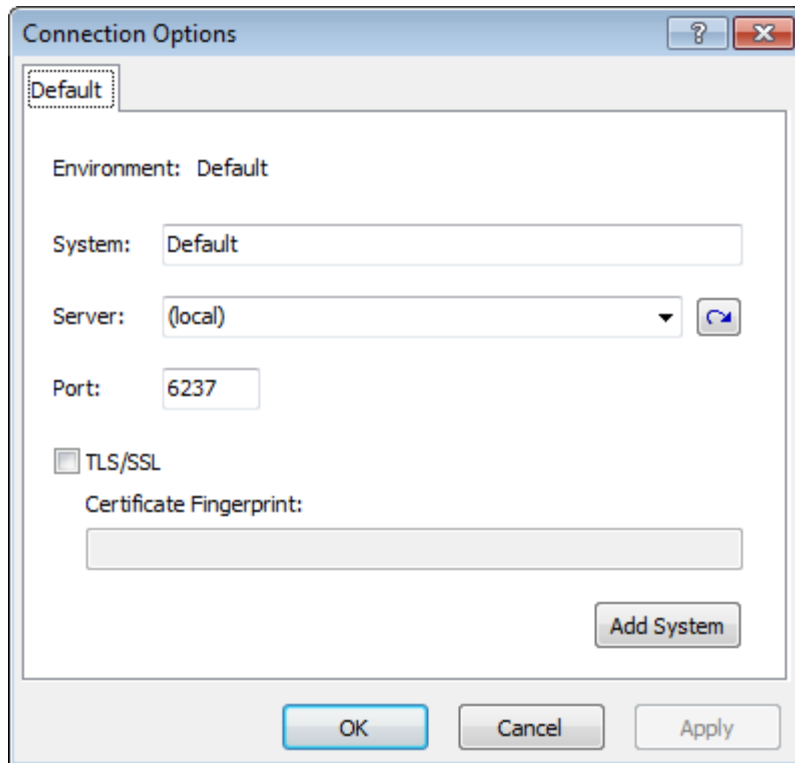 Connection Options
Default
Environment: Default
System: Default
Server: (local)
Port: 6237
TLS/SSL
Certificate Fingerprint:
Add System
OK Cancel Apply